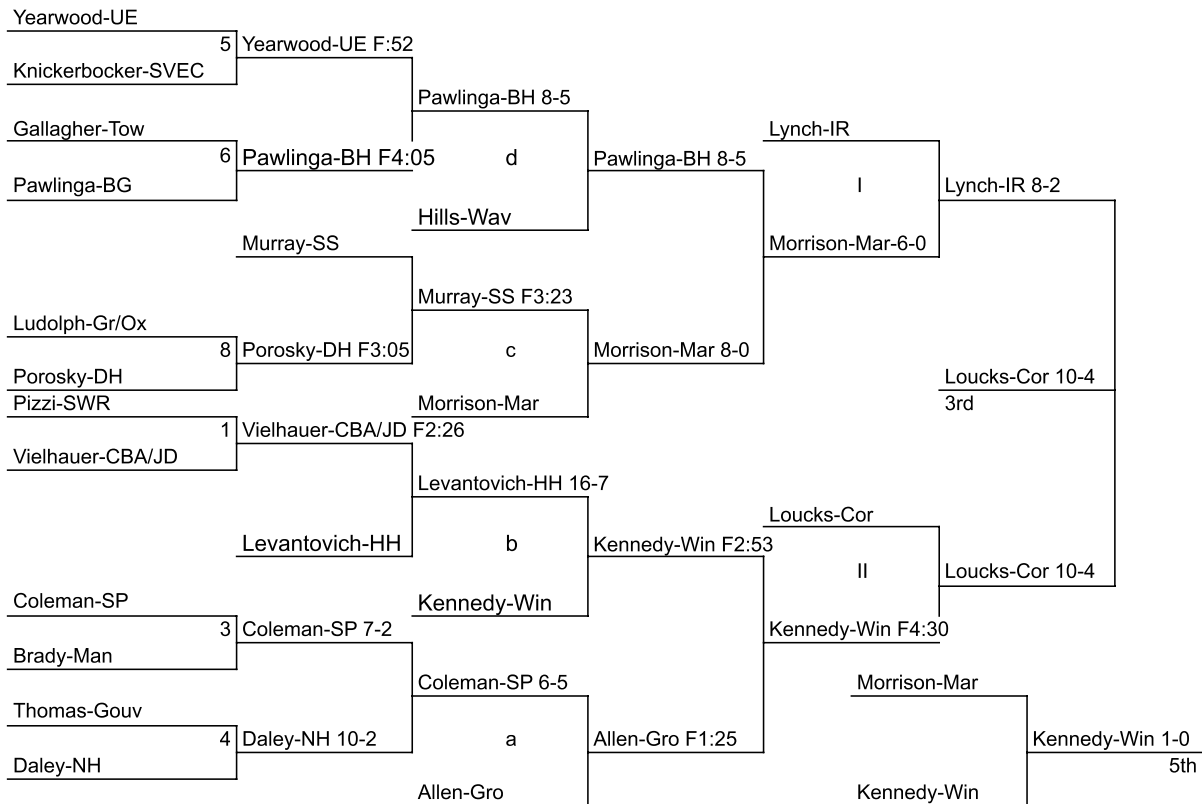 Yearwood-UE
5
Yearwood-UE F:52
Knickerbocker-SVEC
Pawlinga-BH 8-5
Gallagher-Tow
6
Pawlinga-BH F4:05
d
Pawlinga-BH 8-5
Lynch-IR
Pawlinga-BG
I
Lynch-IR 8-2
Hills-Wav
Murray-SS
Morrison-Mar-6-0
Murray-SS F3:23
Ludolph-Gr/Ox
8
Porosky-DH F3:05
c
Morrison-Mar 8-0
Porosky-DH
Loucks-Cor 10-4
3rd
Pizzi-SWR
Morrison-Mar
1
Vielhauer-CBA/JD F2:26
Vielhauer-CBA/JD
Levantovich-HH 16-7
Loucks-Cor
Levantovich-HH
b
Kennedy-Win F2:53
II
Loucks-Cor 10-4
Coleman-SP
Kennedy-Win
3
Coleman-SP 7-2
Kennedy-Win F4:30
Brady-Man
Coleman-SP 6-5
Morrison-Mar
Thomas-Gouv
4
Daley-NH 10-2
a
Allen-Gro F1:25
Kennedy-Win 1-0
5th
Daley-NH
Allen-Gro
Kennedy-Win